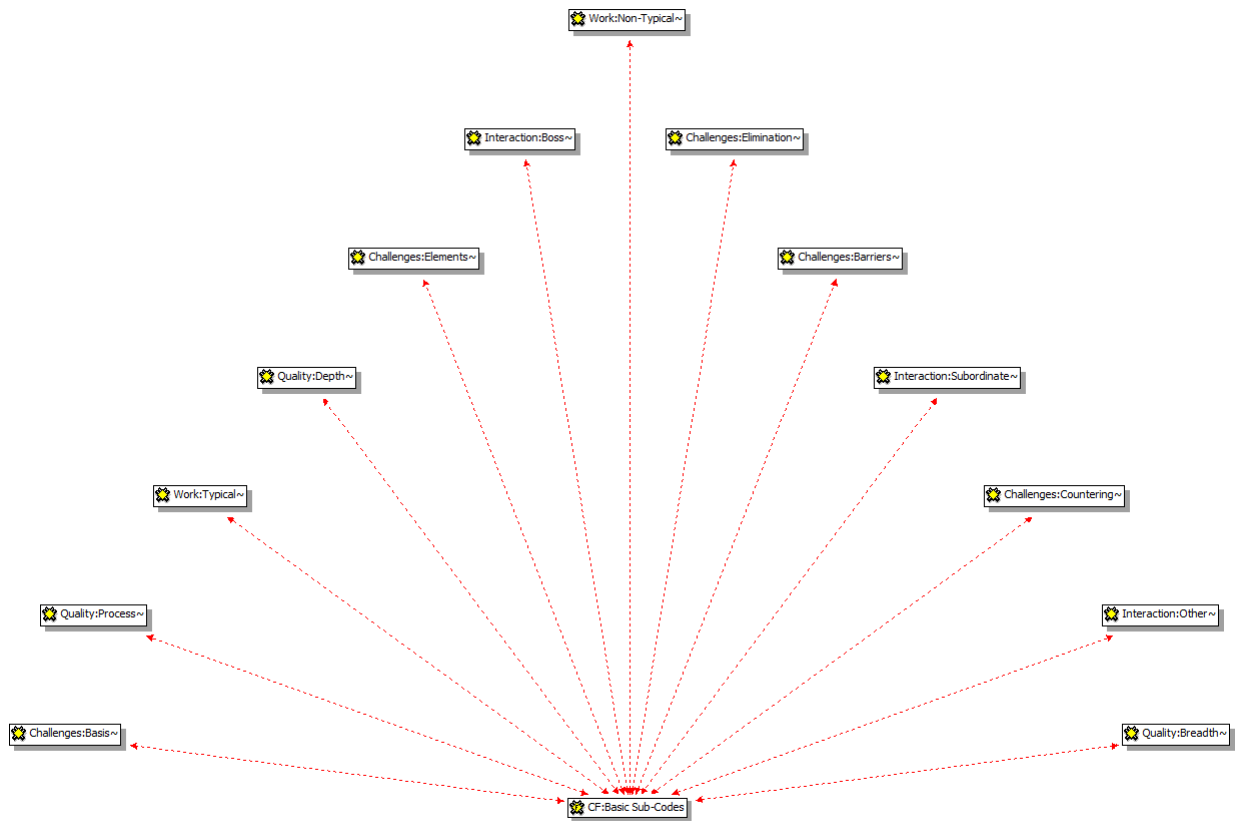 Work:Non-Typical~
Interaction:Boss~
Challenges:Elimination~
Challenges:Elements~
Challenges:Barriers~
Quality:Depth~
Interaction:Subordinate~
Work:Typical~
Challenges:Countering~
Quality:Process~
Interaction:Other~
Challenges:Basis~
Quality:Breadth~
CF:Basic Sub-Codes